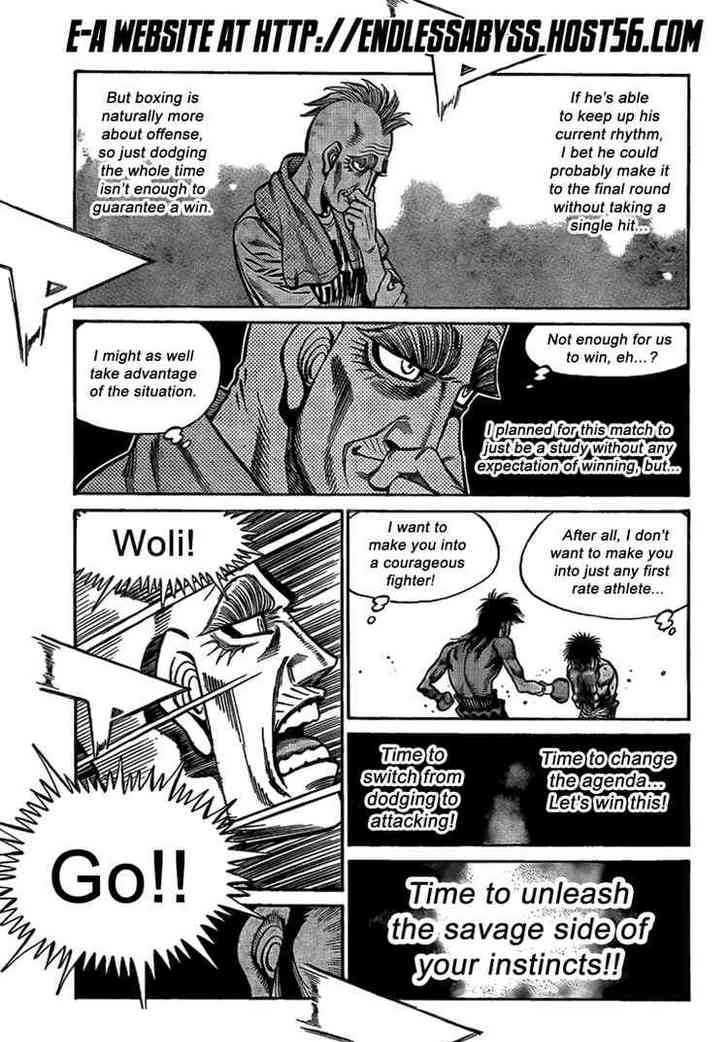 E-A WEBSITE AT HTTP://ENDLESSABYSS.HOST56.COM
If he's able
to keep up his
current rhythm,
I bet he could
probably make it
to the final round
without taking a
single hit...
But boxing is
naturally more
about offense,
so just dodging
the whole time
isn't enough to
guarantee a win.
Not enough for us
to win, eh...?
I planned for this match to
just be a study without any
expectation of winning, but...
I might as well
take advantage
of the situation.
After all, I don't
want to make you
into just any first
rate athlete...
I want to
make you into
a courageous
fighter!
Time to change
the agenda...
Let's win this!
Time to
switch from
dodging to
attacking!
Time to unleash
the savage side of
your instincts!!
Woli!
Go!!